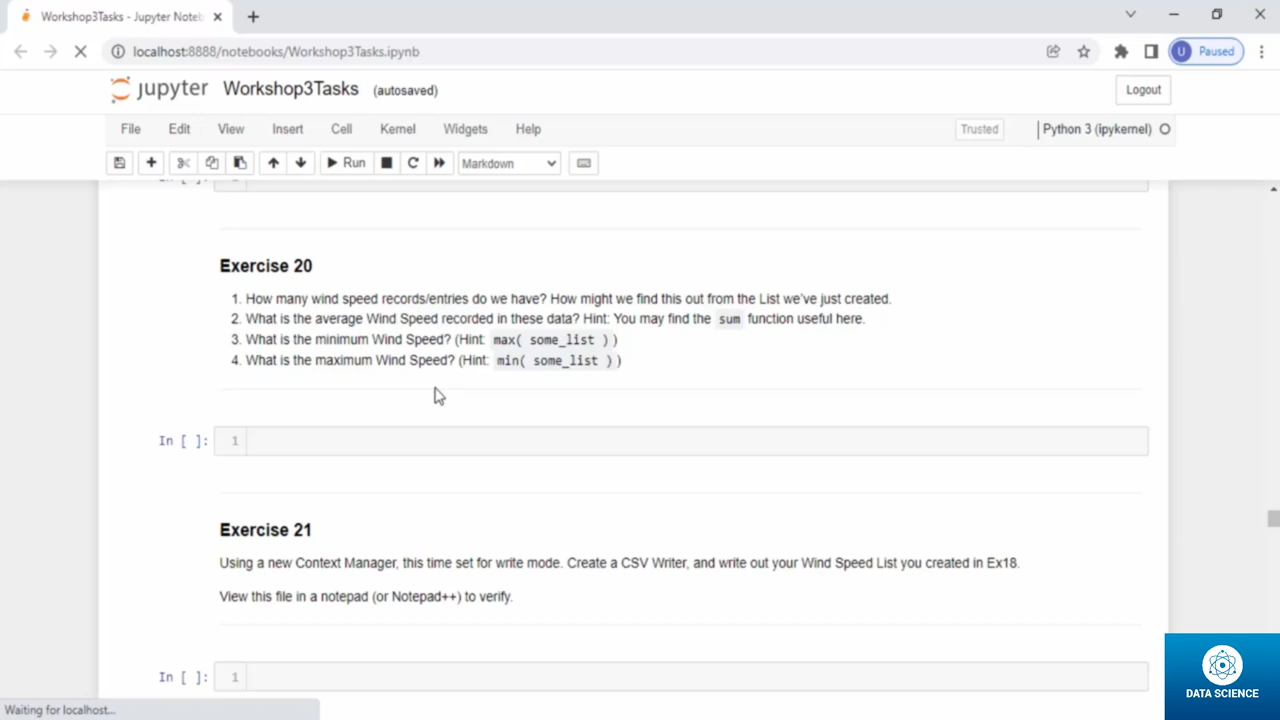 Workshop3Tasks - Jupyter Noteb
localhost:8888/notebooks/Workshop3Tasks.ipynb
U Paused
jupyter Workshop3Tasks (autosaved)
Logout
File Edit View Insert Cell Kernel Widgets Help
Trusted
Python 3 (ipykernel)
Run
Markdown
Exercise 20
1. How many wind speed records/entries do we have? How might we find this out from the List we've just created.
2. What is the average Wind Speed recorded in these data? Hint: You may find the sum function useful here.
3. What is the minimum Wind Speed? (Hint: max( some_list ) )
4. What is the maximum Wind Speed? (Hint: min( some_list ) )
In [ ]: 1
Exercise 21
Using a new Context Manager, this time set for write mode. Create a CSV Writer, and write out your Wind Speed List you created in Ex18.
View this file in a notepad (or Notepad++) to verify.
In [ ]: 1
Waiting for localhost...
DATA SCIENCE